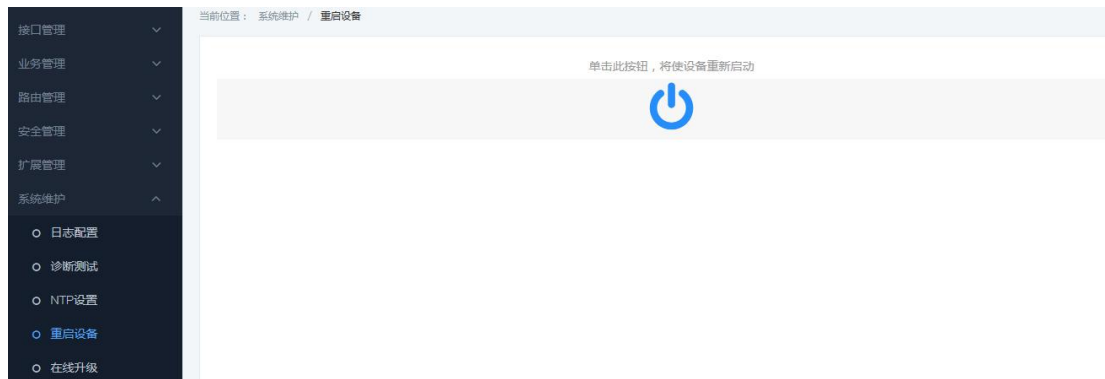 当前位置： 系统维护 / 重启设备
接口管理
业务管理
路由管理
安全管理
扩展管理
系统维护
日志配置
诊断测试
NTP设置
重启设备
在线升级
单击此按钮，将使设备重新启动